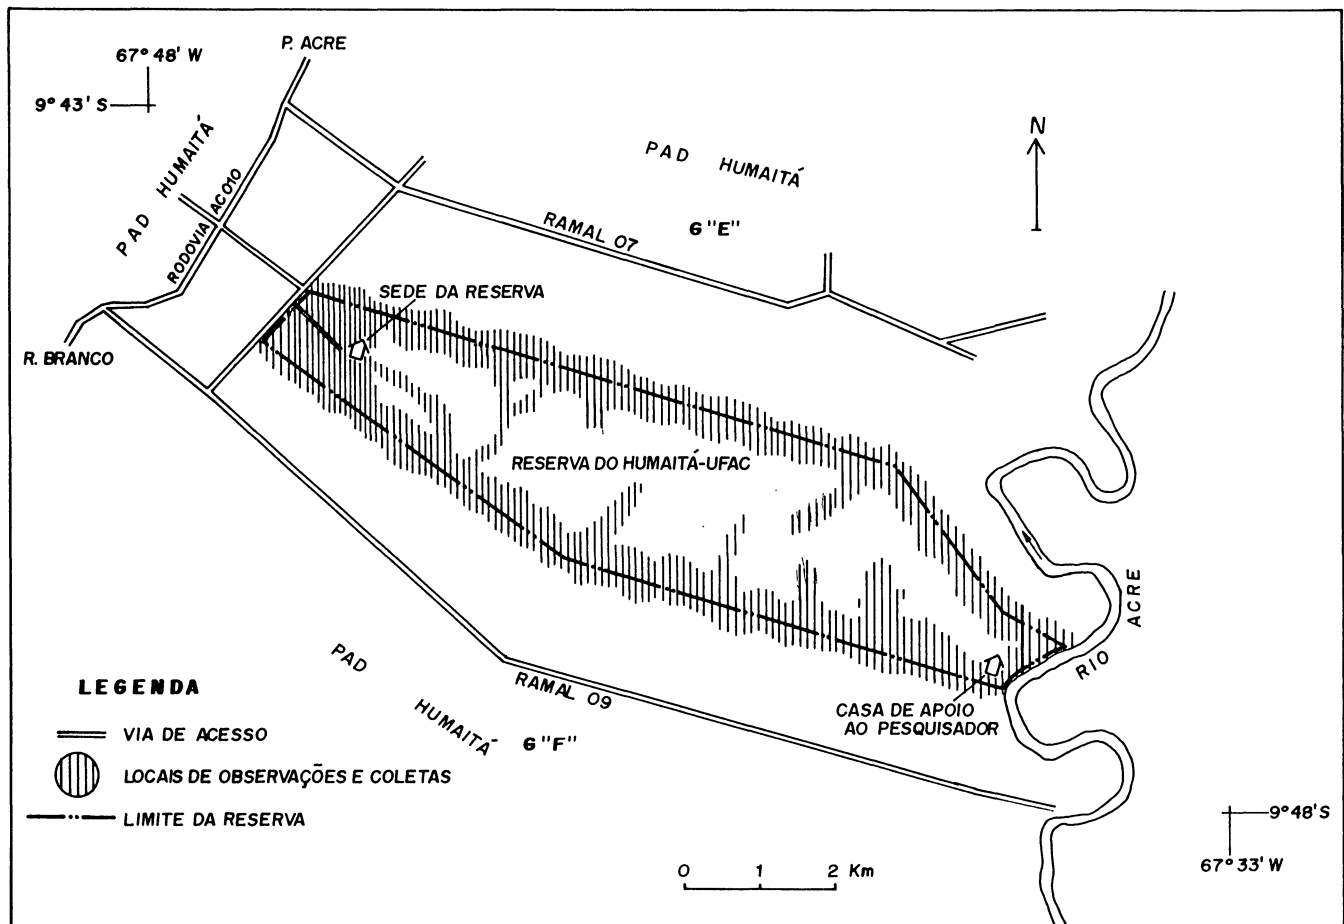 P. ACRE
67° 48' W
9° 43' S
N
PAD HUMAITÁ
PAD HUMAITÁ
RODOVIA AC010
6 "E"
RAMAL 07
SEDE DA RESERVA
R. BRANCO
RESERVA DO HUMAITÁ-UFAC
RIO ACRE
PAD HUMAITÁ
6 "F"
RAMAL 09
CASA DE APOIO
AO PESQUISADOR
LEGENDA
VIA DE ACESSO
LOCAIS DE OBSERVAÇÕES E COLETAS
LIMITE DA RESERVA
9° 48' S
67° 33' W
0 1 2 Km